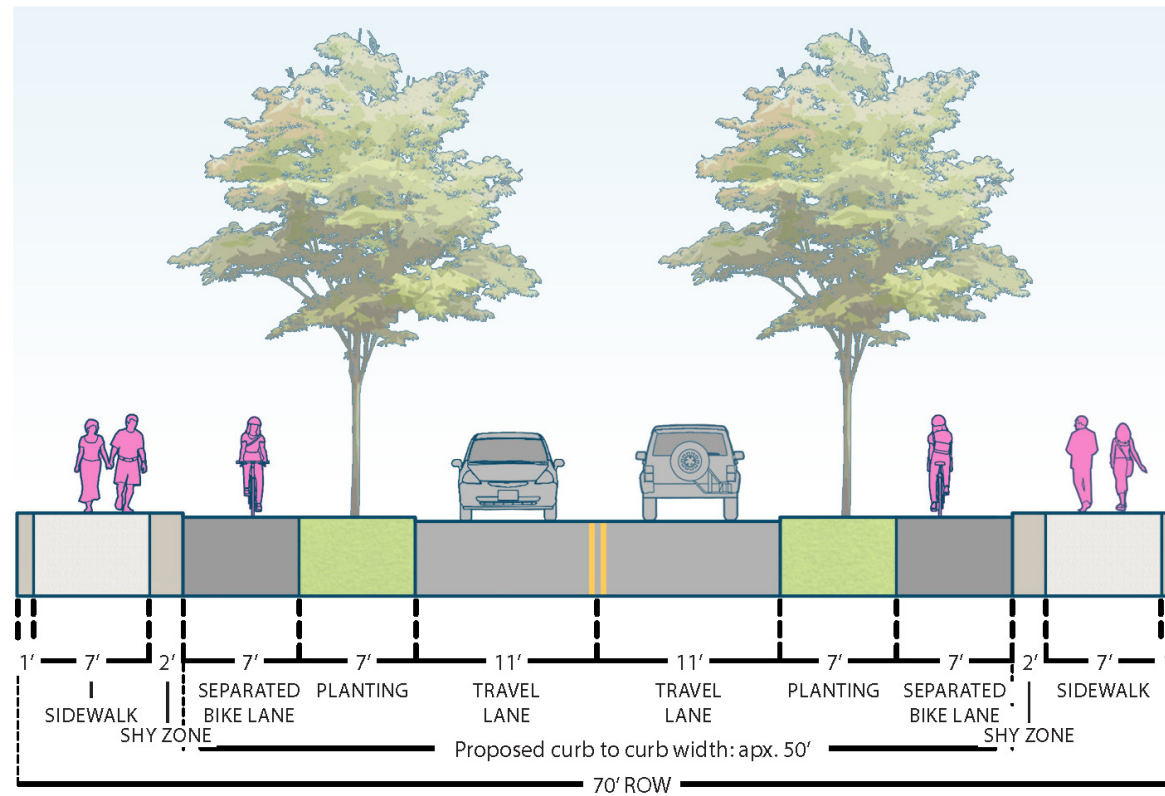 1’ 7’ 2’ 7’ 7’ 11’ 11’ 7’ 7’ 2’ 7’
SEPARATED BIKE LANE
PLANTING
TRAVEL LANE
TRAVEL LANE
PLANTING
SEPARATED BIKE LANE
SIDEWALK
SIDEWALK
SHY ZONE
SHY ZONE
Proposed curb to curb width: apx. 50’
70’ ROW